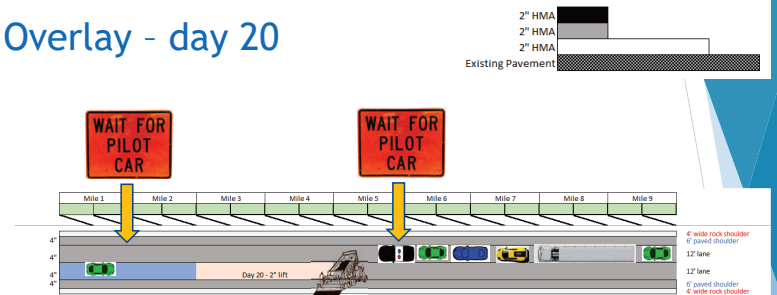 Overlay – day 20
2" HMA
2" HMA
2" HMA
Existing Pavement
WAIT FOR
PILOT
CAR
WAIT FOR
PILOT
CAR
Mile 1 Mile 2 Mile 3 Mile 4 Mile 5 Mile 6 Mile 7 Mile 8 Mile 9
4"
4"
4"
4"
Day 20 - 2" lift
4' wide rock shoulder
6' paved shoulder
12' lane
12' lane
6' paved shoulder
4' wide rock shoulder